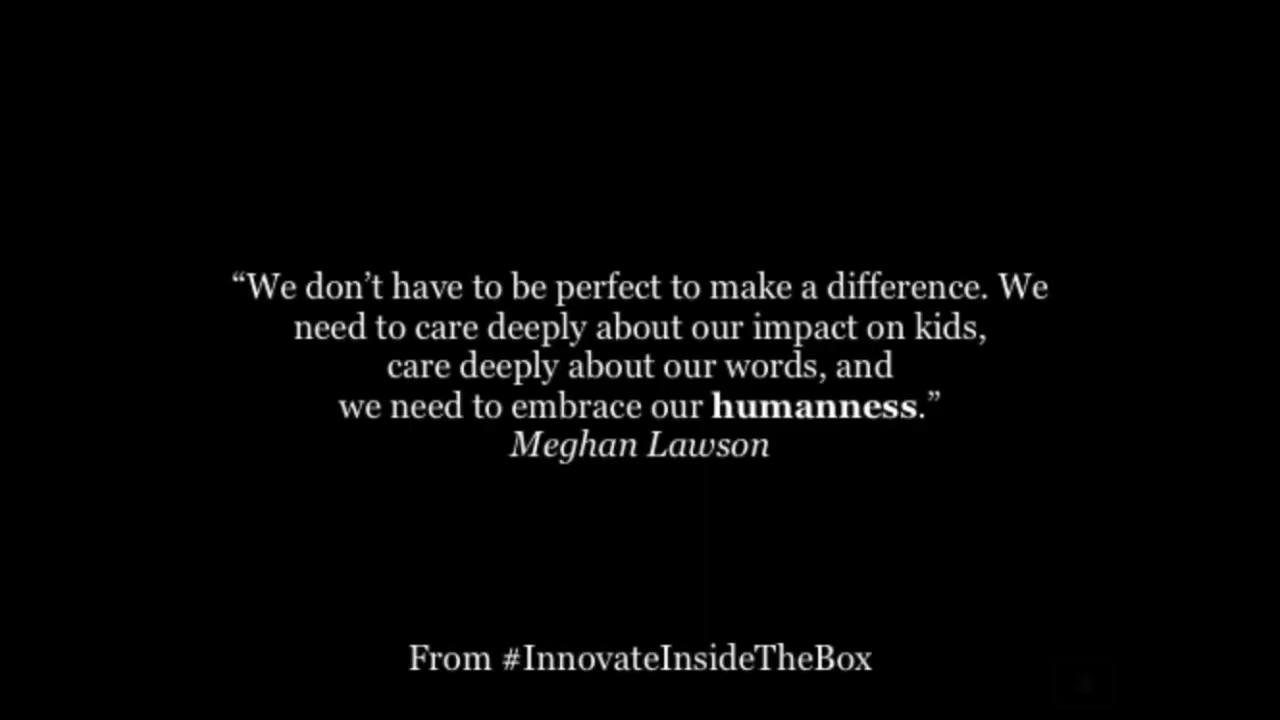 “We don’t have to be perfect to make a difference. We
need to care deeply about our impact on kids,
care deeply about our words, and
we need to embrace our humanness.”
Meghan Lawson
From #InnovateInsideTheBox